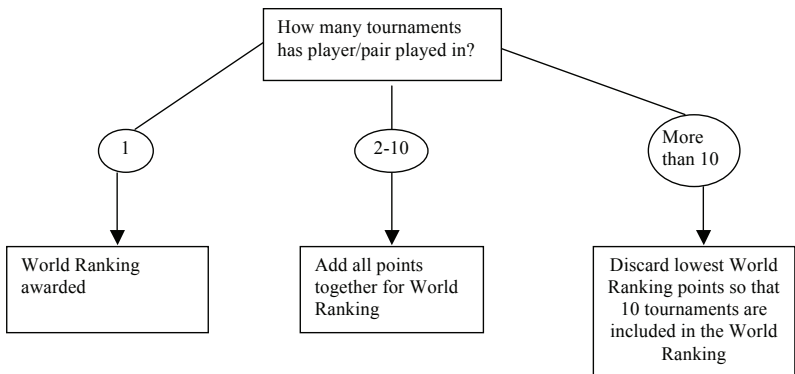 How many tournaments
has player/pair played in?
1
2-10
More
than 10
World Ranking
awarded
Add all points
together for World
Ranking
Discard lowest World
Ranking points so that
10 tournaments are
included in the World
Ranking